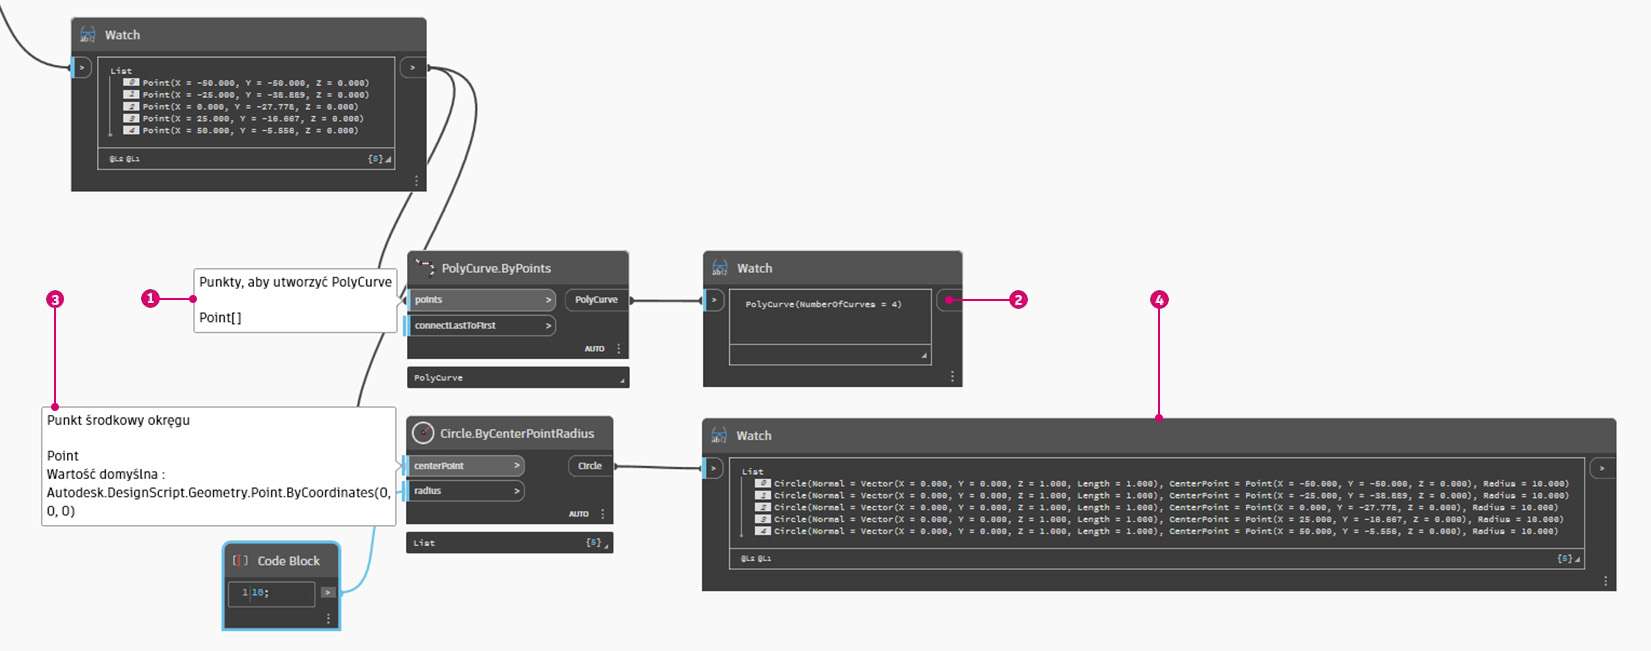 Watch
>
>
List
0 Point(X = -50.000, Y = -50.000, Z = 0.000)
1 Point(X = -25.000, Y = -38.889, Z = 0.000)
2 Point(X = 0.000, Y = -27.778, Z = 0.000)
3 Point(X = 25.000, Y = -16.667, Z = 0.000)
4 Point(X = 50.000, Y = -5.556, Z = 0.000)
@L2 @L1
{5}
1
Punkty, aby utworzyć PolyCurve
Point[]
PolyCurve.ByPoints
points >
PolyCurve
connectLastToFirst >
AUTO
PolyCurve
Watch
>
PolyCurve(NumberOfCurves = 4)
2
3
Punkt środkowy okręgu
Point
Wartość domyślna :
Autodesk.DesignScript.Geometry.Point.ByCoordinates(0,
0, 0)
Circle.ByCenterPointRadius
centerPoint >
Circle
radius >
AUTO
List
{5}
Code Block
1 10;
>
4
Watch
>
>
List
0 Circle(Normal = Vector(X = 0.000, Y = 0.000, Z = 1.000, Length = 1.000), CenterPoint = Point(X = -50.000, Y = -50.000, Z = 0.000), Radius = 10.000)
1 Circle(Normal = Vector(X = 0.000, Y = 0.000, Z = 1.000, Length = 1.000), CenterPoint = Point(X = -25.000, Y = -38.889, Z = 0.000), Radius = 10.000)
2 Circle(Normal = Vector(X = 0.000, Y = 0.000, Z = 1.000, Length = 1.000), CenterPoint = Point(X = 0.000, Y = -27.778, Z = 0.000), Radius = 10.000)
3 Circle(Normal = Vector(X = 0.000, Y = 0.000, Z = 1.000, Length = 1.000), CenterPoint = Point(X = 25.000, Y = -16.667, Z = 0.000), Radius = 10.000)
4 Circle(Normal = Vector(X = 0.000, Y = 0.000, Z = 1.000, Length = 1.000), CenterPoint = Point(X = 50.000, Y = -5.556, Z = 0.000), Radius = 10.000)
@L2 @L1
{5}